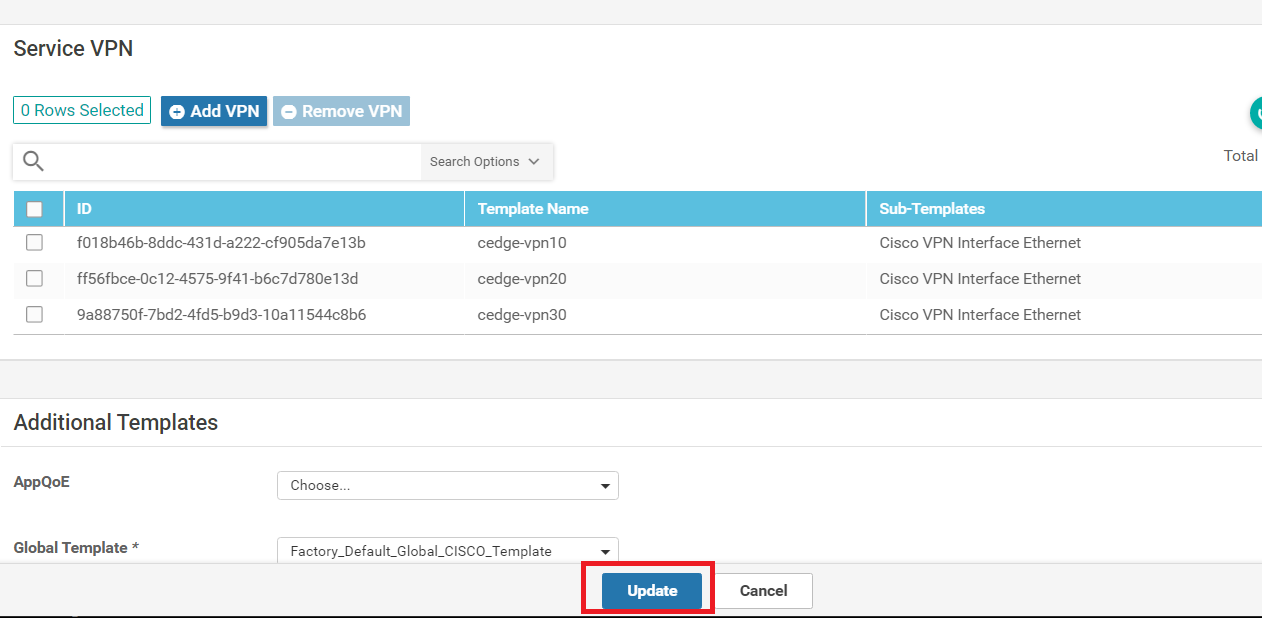 Service VPN
0 Rows Selected
Add VPN
Remove VPN
Search Options
Total
ID Template Name Sub-Templates
f018b46b-8ddc-431d-a222-cf905da7e13b cedge-vpn10 Cisco VPN Interface Ethernet
ff56fbce-0c12-4575-9f41-b6c7d780e13d cedge-vpn20 Cisco VPN Interface Ethernet
9a88750f-7bd2-4fd5-b9d3-10a11544c8b6 cedge-vpn30 Cisco VPN Interface Ethernet
Additional Templates
AppQoE Choose...
Global Template * Factory_Default_Global_CISCO_Template
Update Cancel